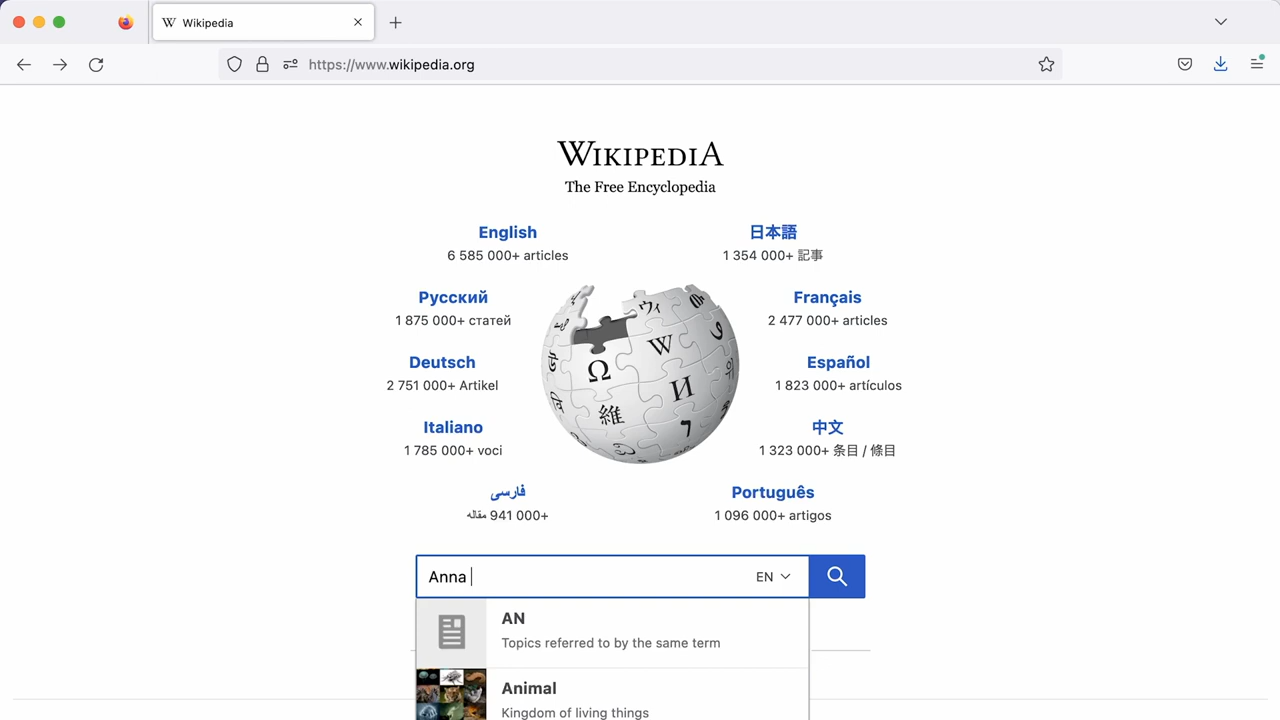 Wikipedia
https://www.wikipedia.org
WIKIPEDIA
The Free Encyclopedia
English
6 585 000+ articles
日本語
1 354 000+ 記事
Русский
1 875 000+ статей
Français
2 477 000+ articles
Deutsch
2 751 000+ Artikel
Español
1 823 000+ artículos
Italiano
1 785 000+ voci
中文
1 323 000+ 条目 / 條目
فارسی
941 000+ مقاله
Português
1 096 000+ artigos
Ω W И 維 ウィ
Anna
EN
AN
Topics referred to by the same term
Animal
Kingdom of living things